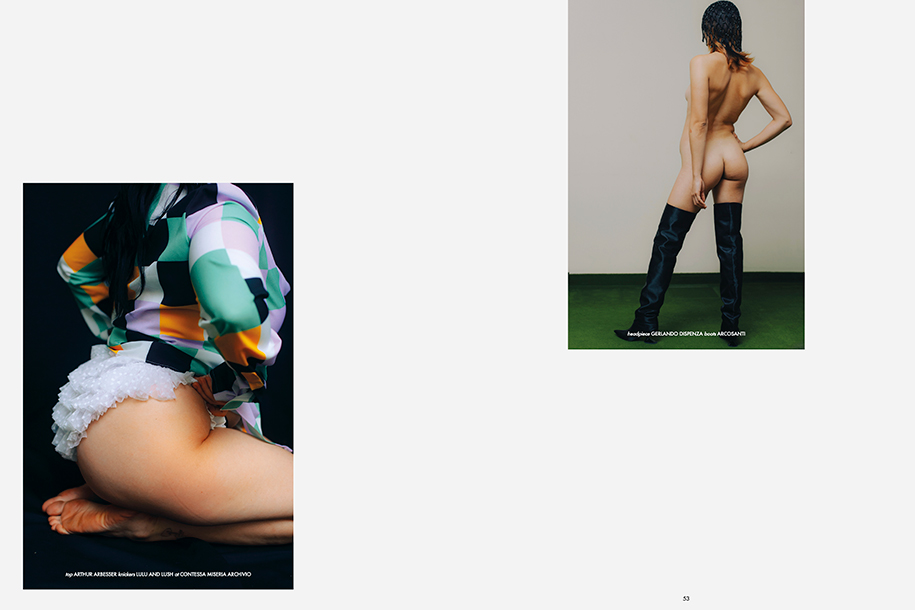 top ARTHUR ARBESSER knickers LULU AND LUSH at CONTESSA MISERIA ARCHIVIO
headpiece GERLANDO DISPENZA boots ARCOSANTI
53